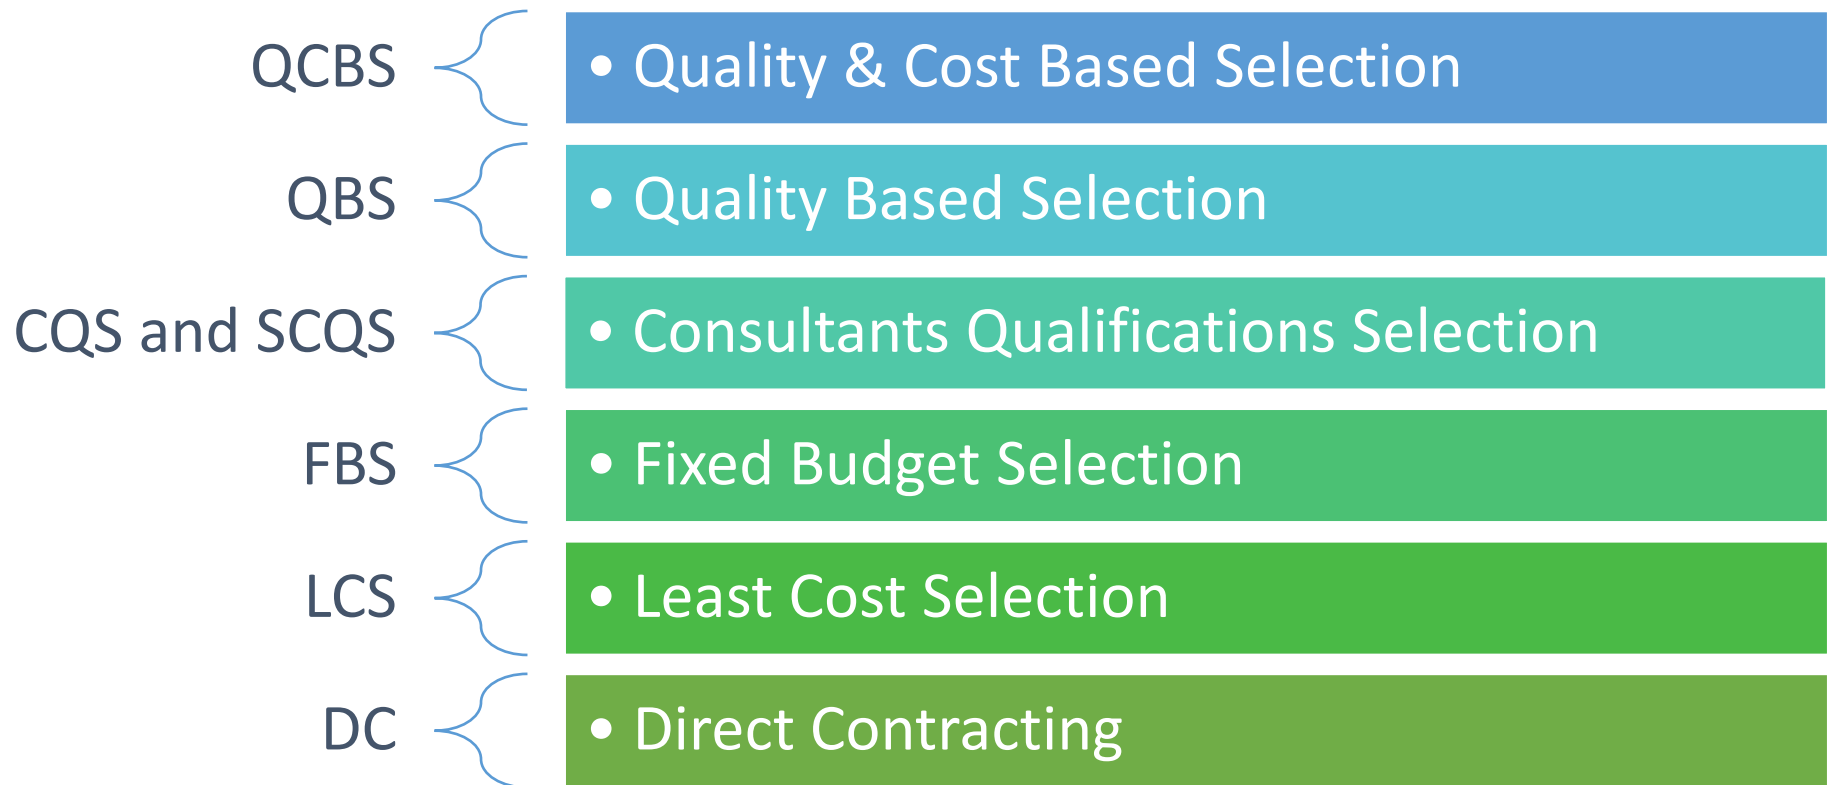 QCBS
• Quality & Cost Based Selection
QBS
• Quality Based Selection
CQS and SCQS
• Consultants Qualifications Selection
FBS
• Fixed Budget Selection
LCS
• Least Cost Selection
DC
• Direct Contracting